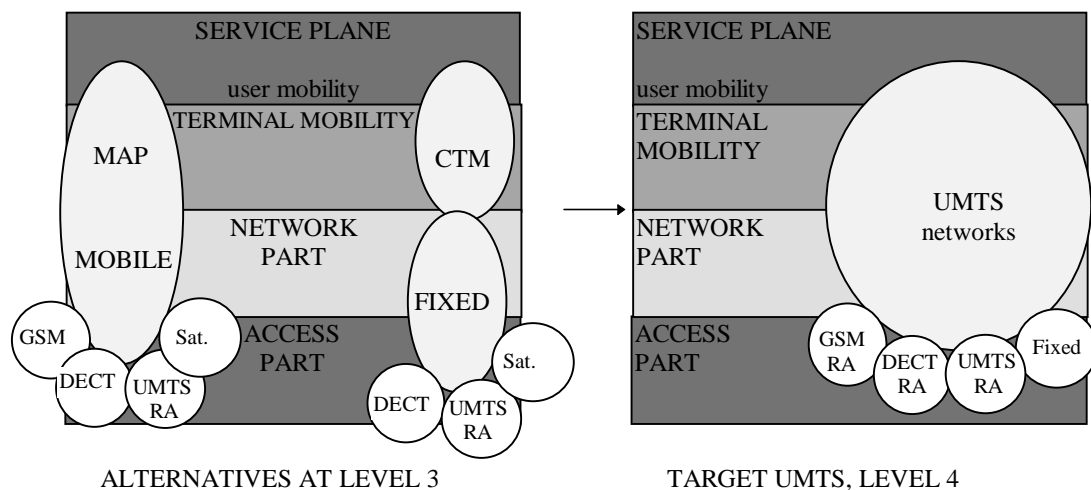 SERVICE PLANE
user mobility
TERMINAL MOBILITY
MAP
CTM
NETWORK
PART
MOBILE
FIXED
ACCESS
PART
GSM
Sat.
DECT
UMTS
RA
Sat.
DECT
UMTS
RA
ALTERNATIVES AT LEVEL 3
SERVICE PLANE
user mobility
TERMINAL
MOBILITY
UMTS
networks
NETWORK
PART
ACCESS
PART
GSM
RA
DECT
RA
UMTS
RA
Fixed
TARGET UMTS, LEVEL 4